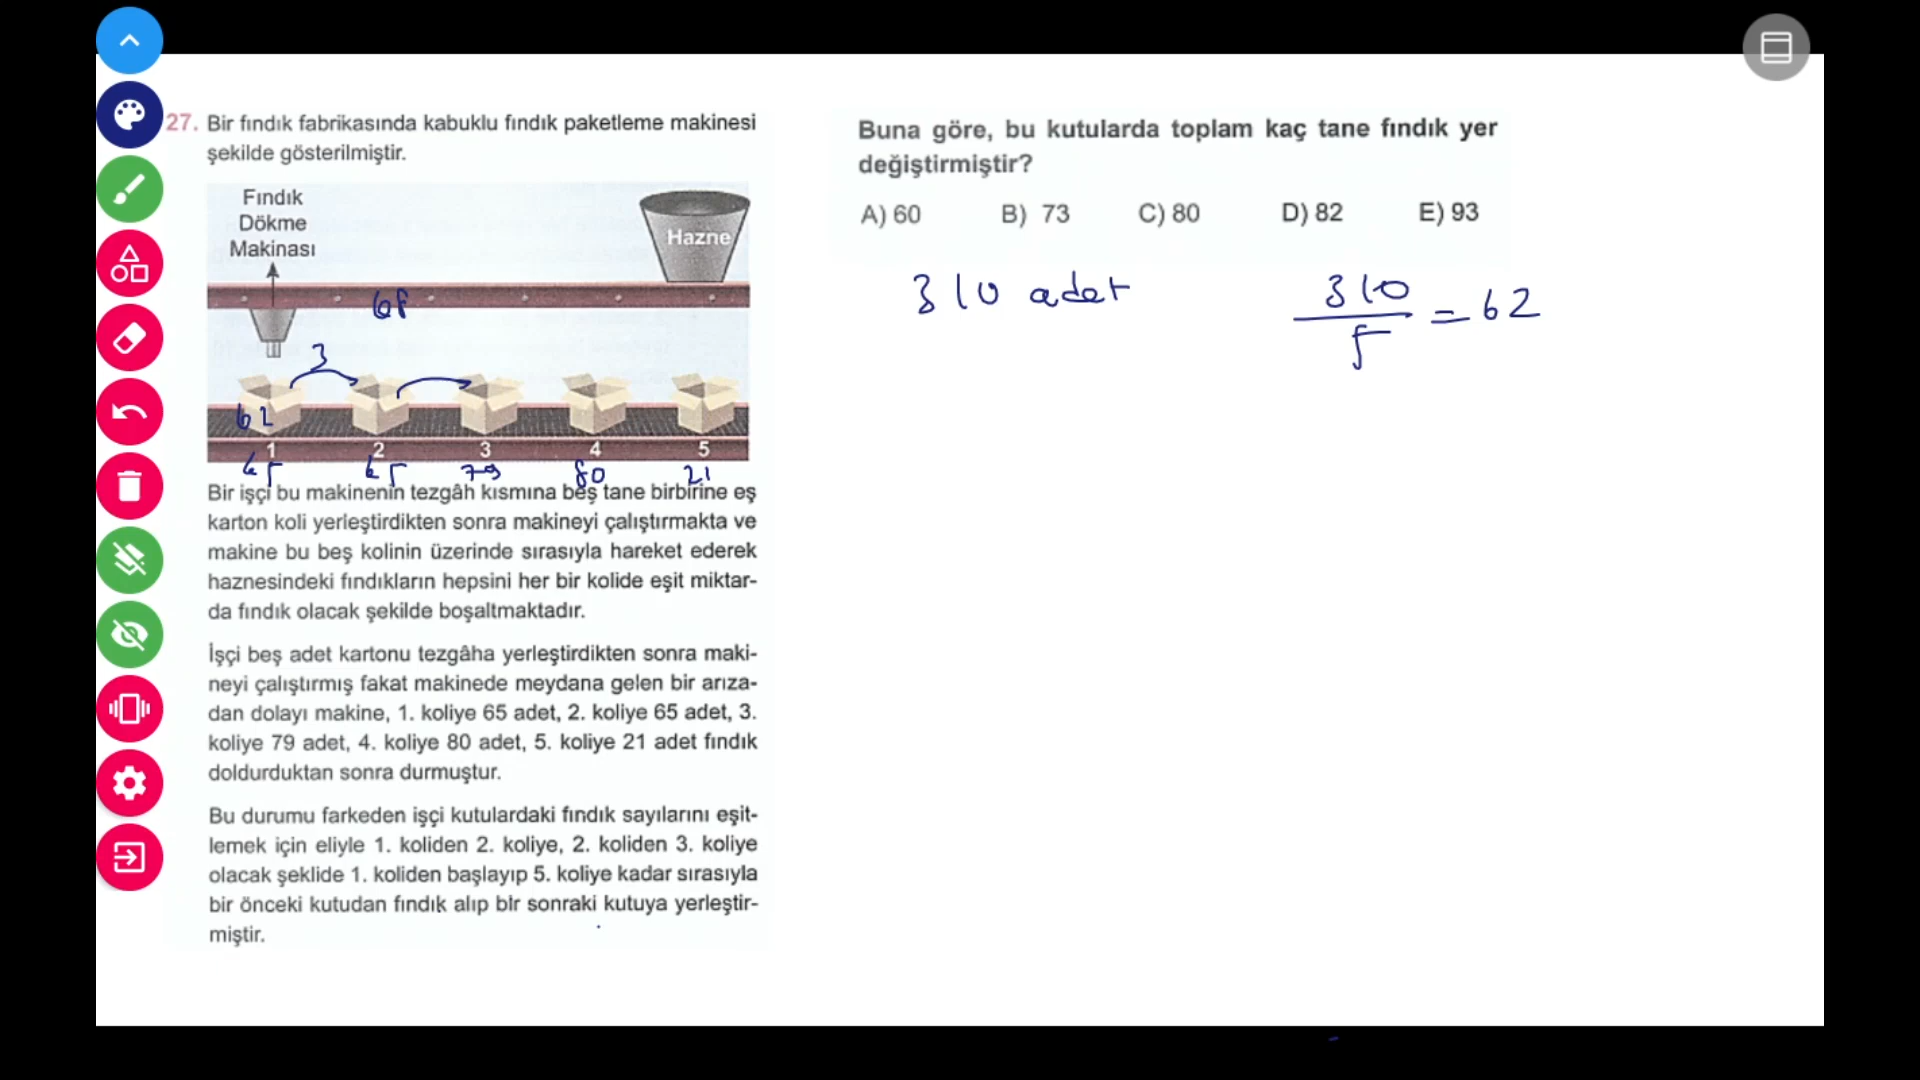 27. Bir fındık fabrikasında kabuklu fındık paketleme makinesi
şekilde gösterilmiştir.
Fındık
Dökme
Makinası
Hazne
68
3
62
1 2 3 4 5
65 65 79 80 21
Bir işçi bu makinenin tezgâh kısmına beş tane birbirine eş
karton koli yerleştirdikten sonra makineyi çalıştırmakta ve
makine bu beş kolinin üzerinde sırasıyla hareket ederek
haznesindeki fındıkların hepsini her bir kolide eşit miktar-
da fındık olacak şekilde boşaltmaktadır.
İşçi beş adet kartonu tezgâha yerleştirdikten sonra maki-
neyi çalıştırmış fakat makinede meydana gelen bir arıza-
dan dolayı makine, 1. koliye 65 adet, 2. koliye 65 adet, 3.
koliye 79 adet, 4. koliye 80 adet, 5. koliye 21 adet fındık
doldurduktan sonra durmuştur.
Bu durumu farkeden işçi kutulardaki fındık sayılarını eşit-
lemek için eliyle 1. koliden 2. koliye, 2. koliden 3. koliye
olacak şeklide 1. koliden başlayıp 5. koliye kadar sırasıyla
bir önceki kutudan fındık alıp bir sonraki kutuya yerleştir-
miştir.
Buna göre, bu kutularda toplam kaç tane fındık yer
değiştirmiştir?
A) 60 B) 73 C) 80 D) 82 E) 93
310 adet
310
5
= 62